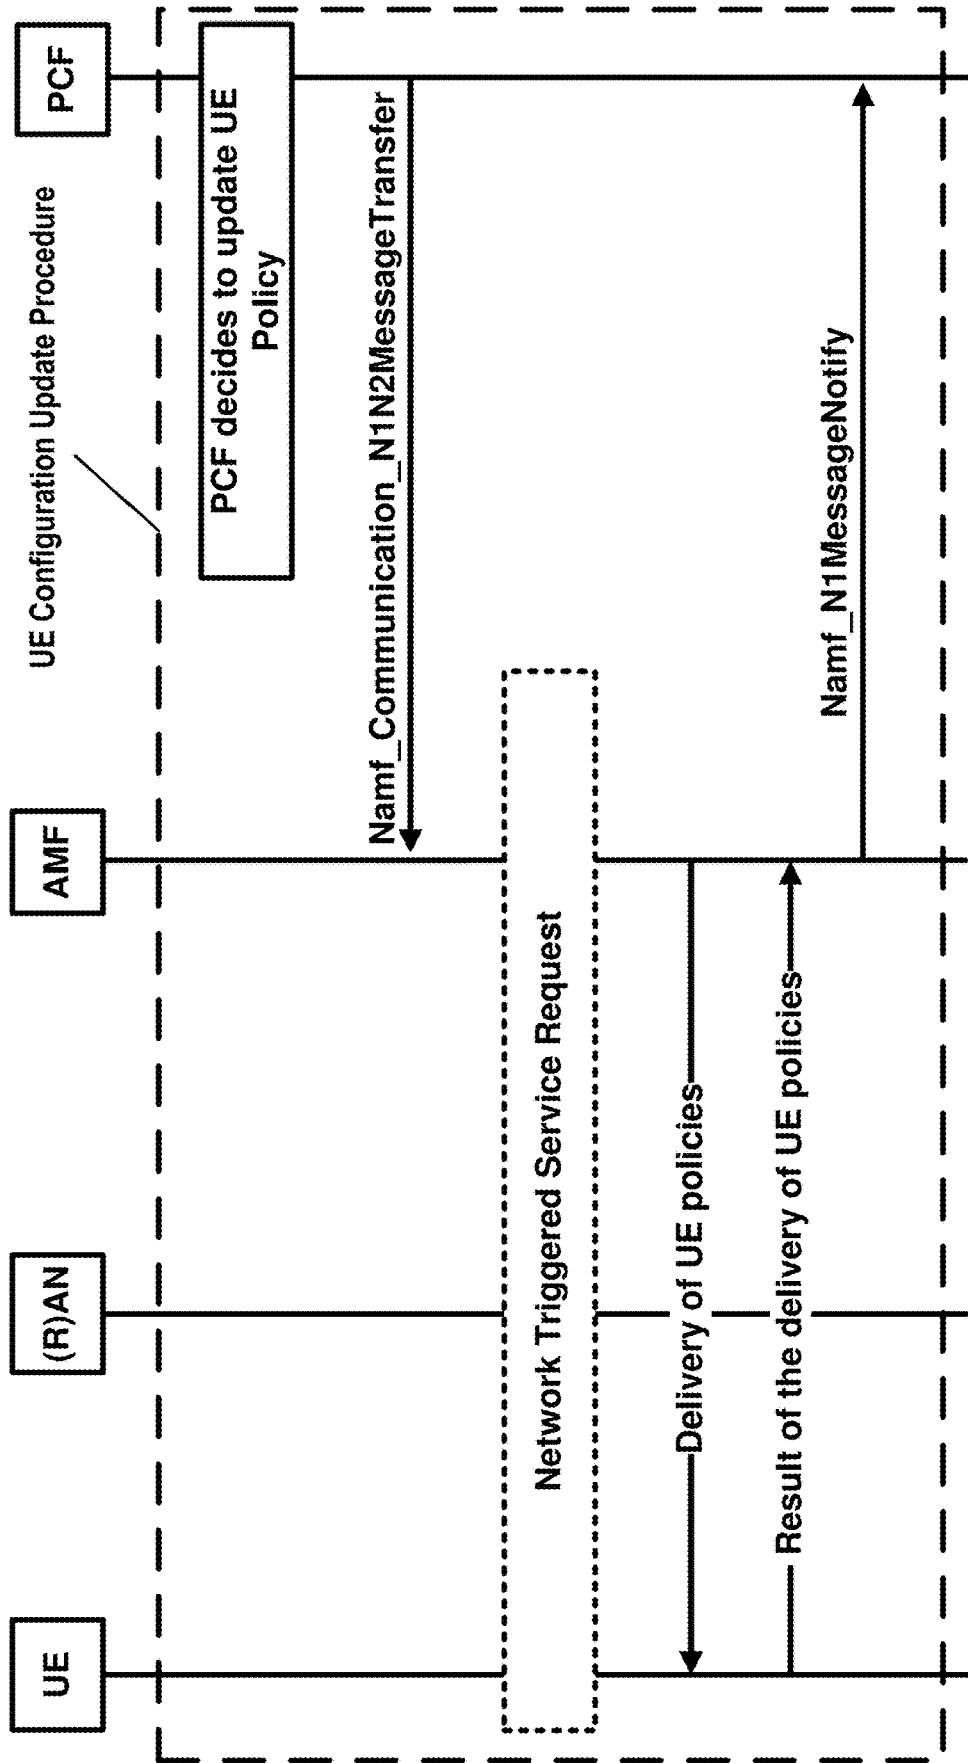 UE
(R)AN
AMF
PCF
UE Configuration Update Procedure
PCF decides to update UE
Policy
Namf_Communication_N1N2MessageTransfer
Network Triggered Service Request
Delivery of UE policies
Result of the delivery of UE policies
Namf_N1MessageNotify